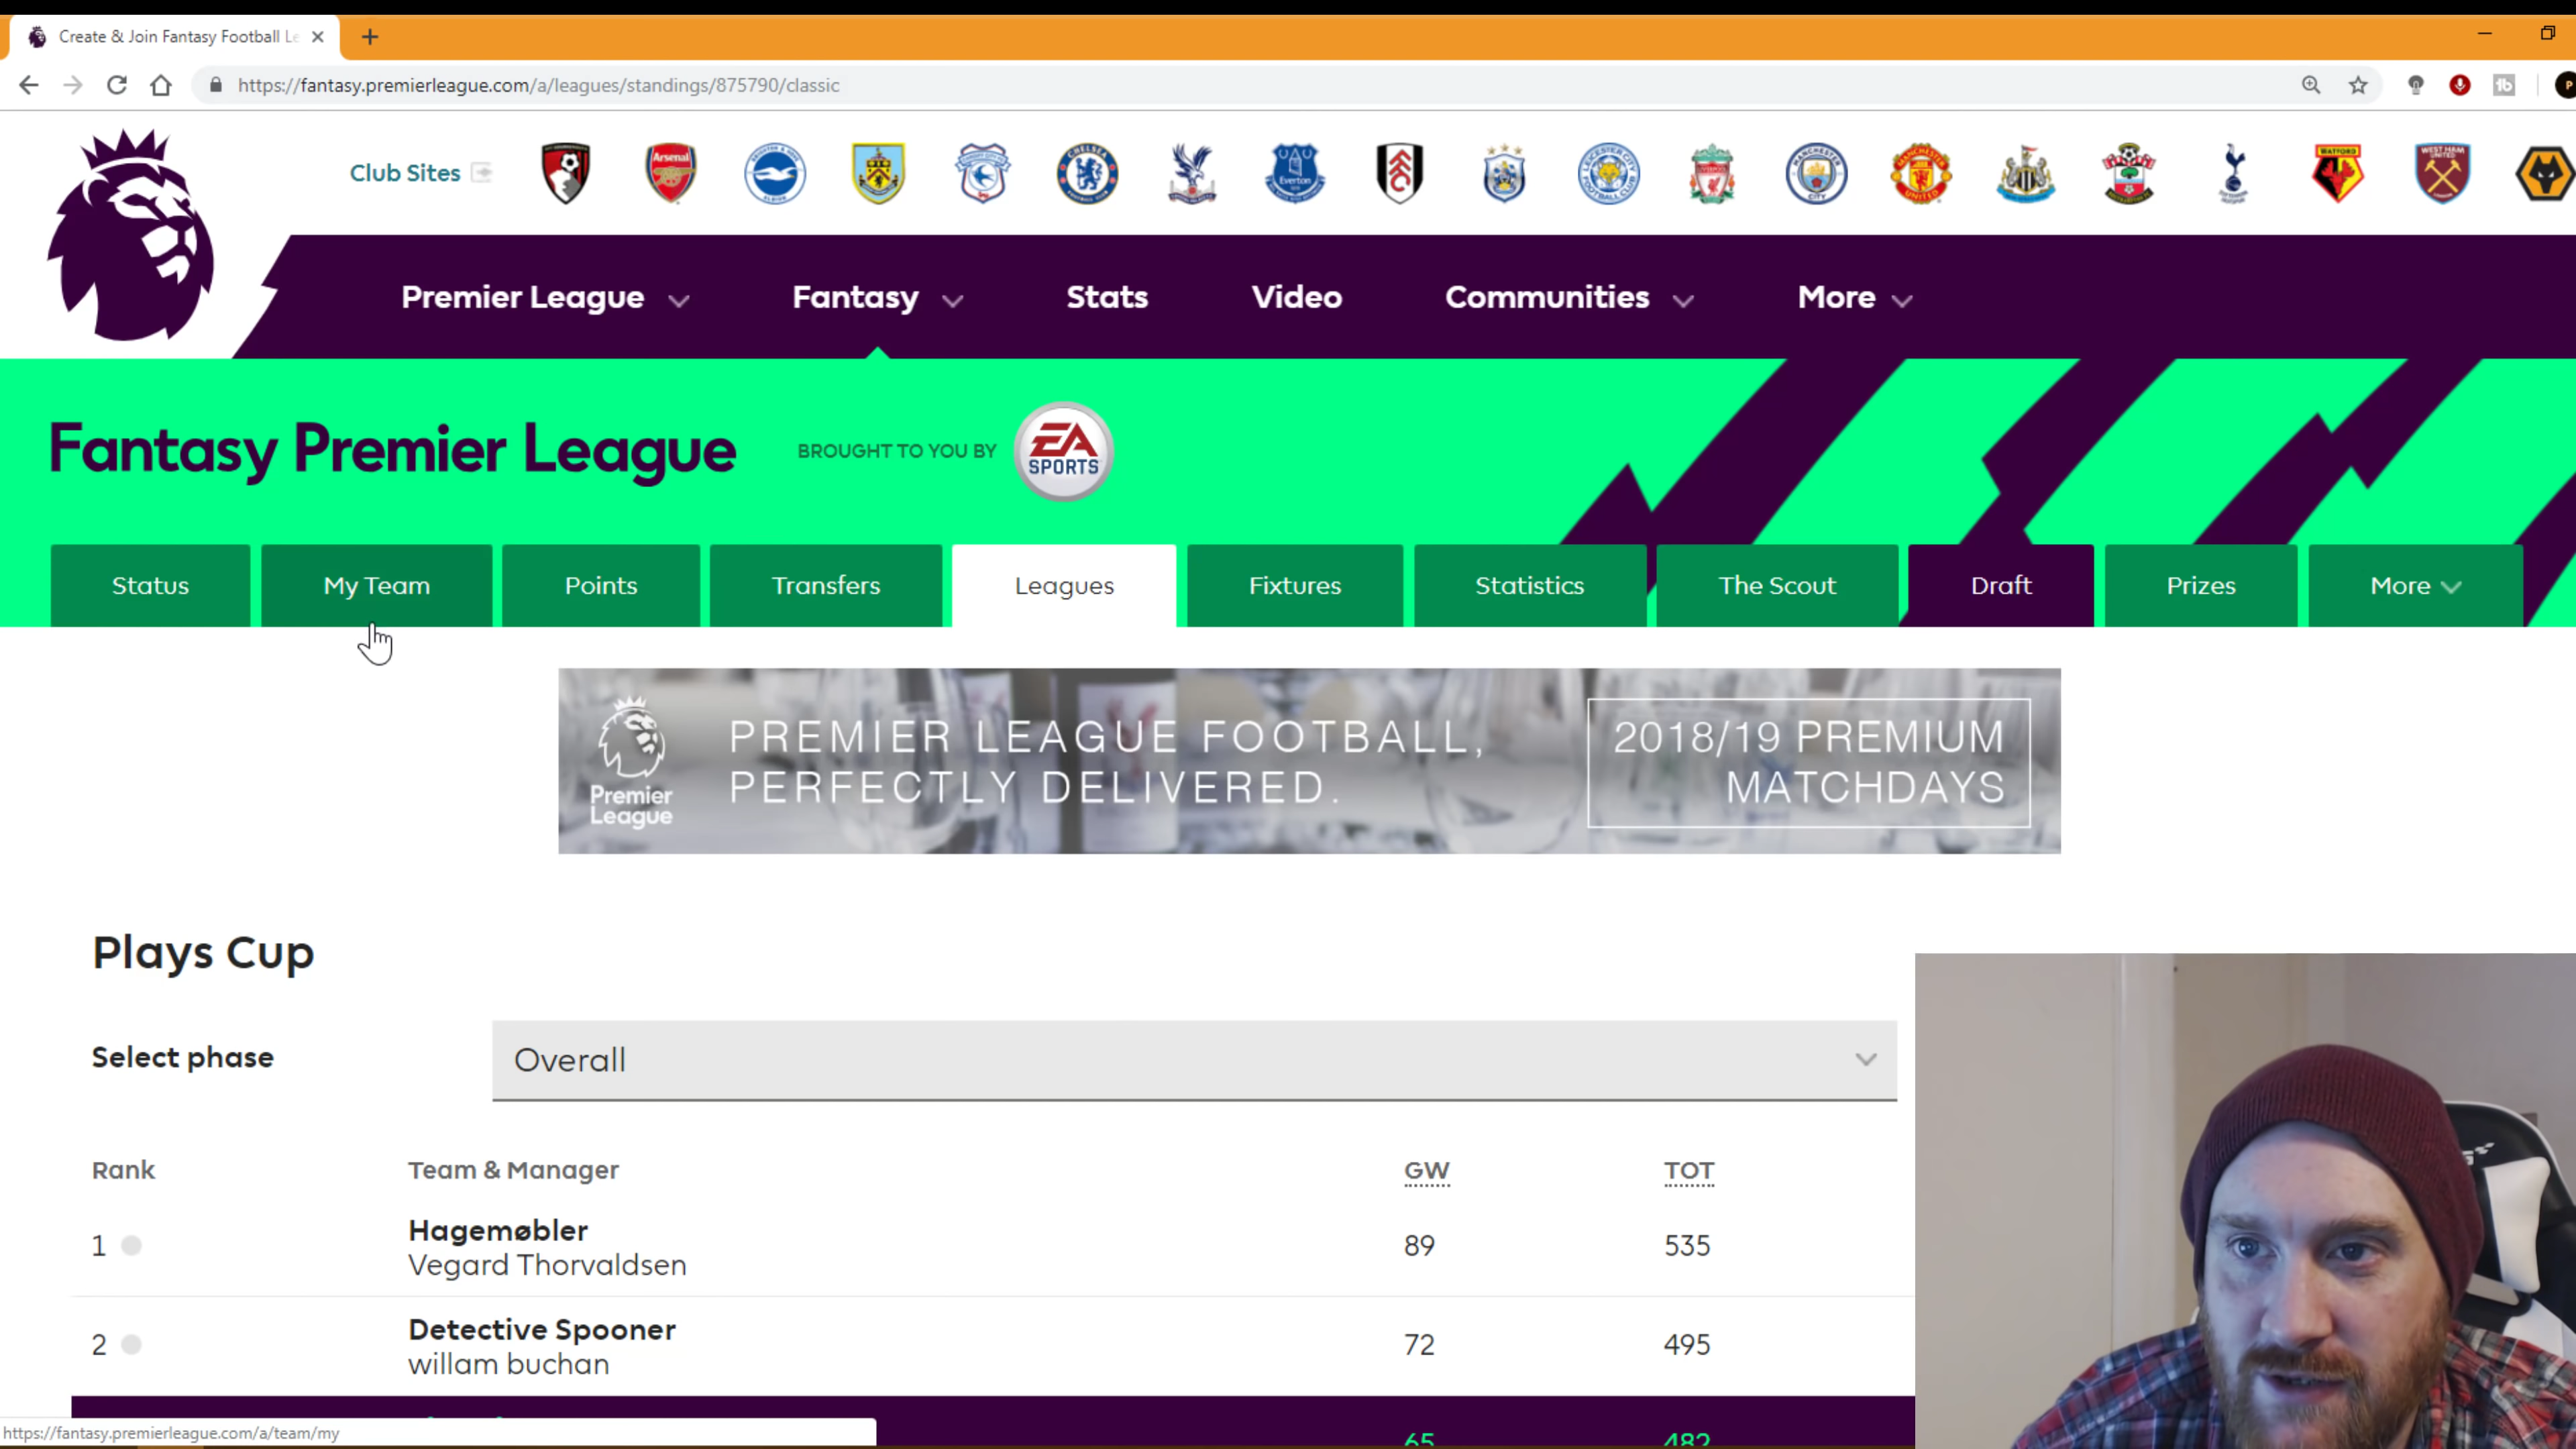 Create & Join Fantasy Football Le
https://fantasy.premierleague.com/a/leagues/standings/875790/classic
Club Sites
Premier League
Fantasy
Stats
Video
Communities
More
Fantasy Premier League
BROUGHT TO YOU BY
EA
SPORTS
Status
My Team
Points
Transfers
Leagues
Fixtures
Statistics
The Scout
Draft
Prizes
More
Premier
League
PREMIER LEAGUE FOOTBALL,
PERFECTLY DELIVERED.
2018/19 PREMIUM
MATCHDAYS
Plays Cup
Select phase
Overall
Rank
Team & Manager
GW
TOT
1
Hagemøbler
Vegard Thorvaldsen
89
535
2
Detective Spooner
willam buchan
72
495
65
482
https://fantasy.premierleague.com/a/team/my